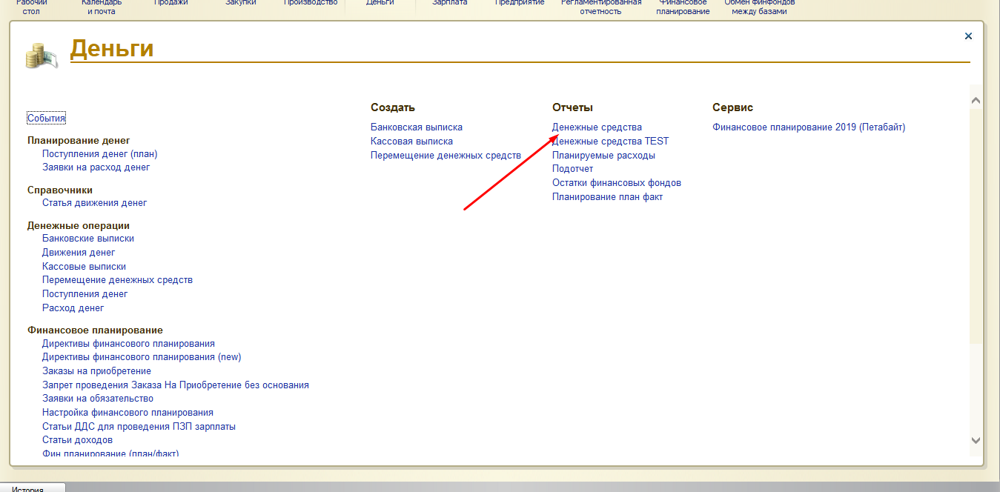 Рабочий
стол
Календарь
и почта
Продажи
Закупки
Производство
Деньги
Зарплата
Предприятие
Регламентированная
отчетность
Финансовое
планирование
Обмен финфондов
между базами
Деньги
События
Планирование денег
Поступления денег (план)
Заявки на расход денег
Справочники
Статья движения денег
Денежные операции
Банковские выписки
Движения денег
Кассовые выписки
Перемещение денежных средств
Поступления денег
Расход денег
Финансовое планирование
Директивы финансового планирования
Директивы финансового планирования (new)
Заказы на приобретение
Запрет проведения Заказа На Приобретение без основания
Заявки на обязательство
Настройка финансового планирования
Статьи ДДС для проведения ПЗП зарплаты
Статьи доходов
Фин планирование (план/факт)
Создать
Банковская выписка
Кассовая выписка
Перемещение денежных средств
Отчеты
Денежные средства
Денежные средства TEST
Планируемые расходы
Подотчет
Остатки финансовых фондов
Планирование план факт
Сервис
Финансовое планирование 2019 (Петабайт)
История